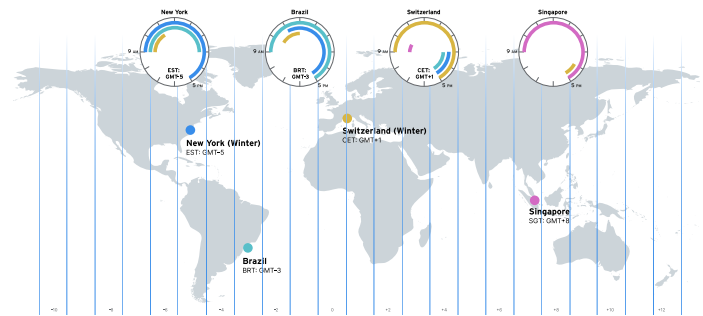 New York
Brazil
Switzerland
Singapore
9 AM
9 AM
9 AM
9 AM
EST:
GMT-5
BRT:
GMT-3
CET:
GMT+1
5 PM
5 PM
5 PM
5 PM
Switzerland (Winter)
CET: GMT+1
New York (Winter)
EST: GMT-5
Singapore
SGT: GMT+8
Brazil
BRT: GMT-3
-10 -8 -6 -4 -2 0 +2 +4 +6 +8 +10 +12